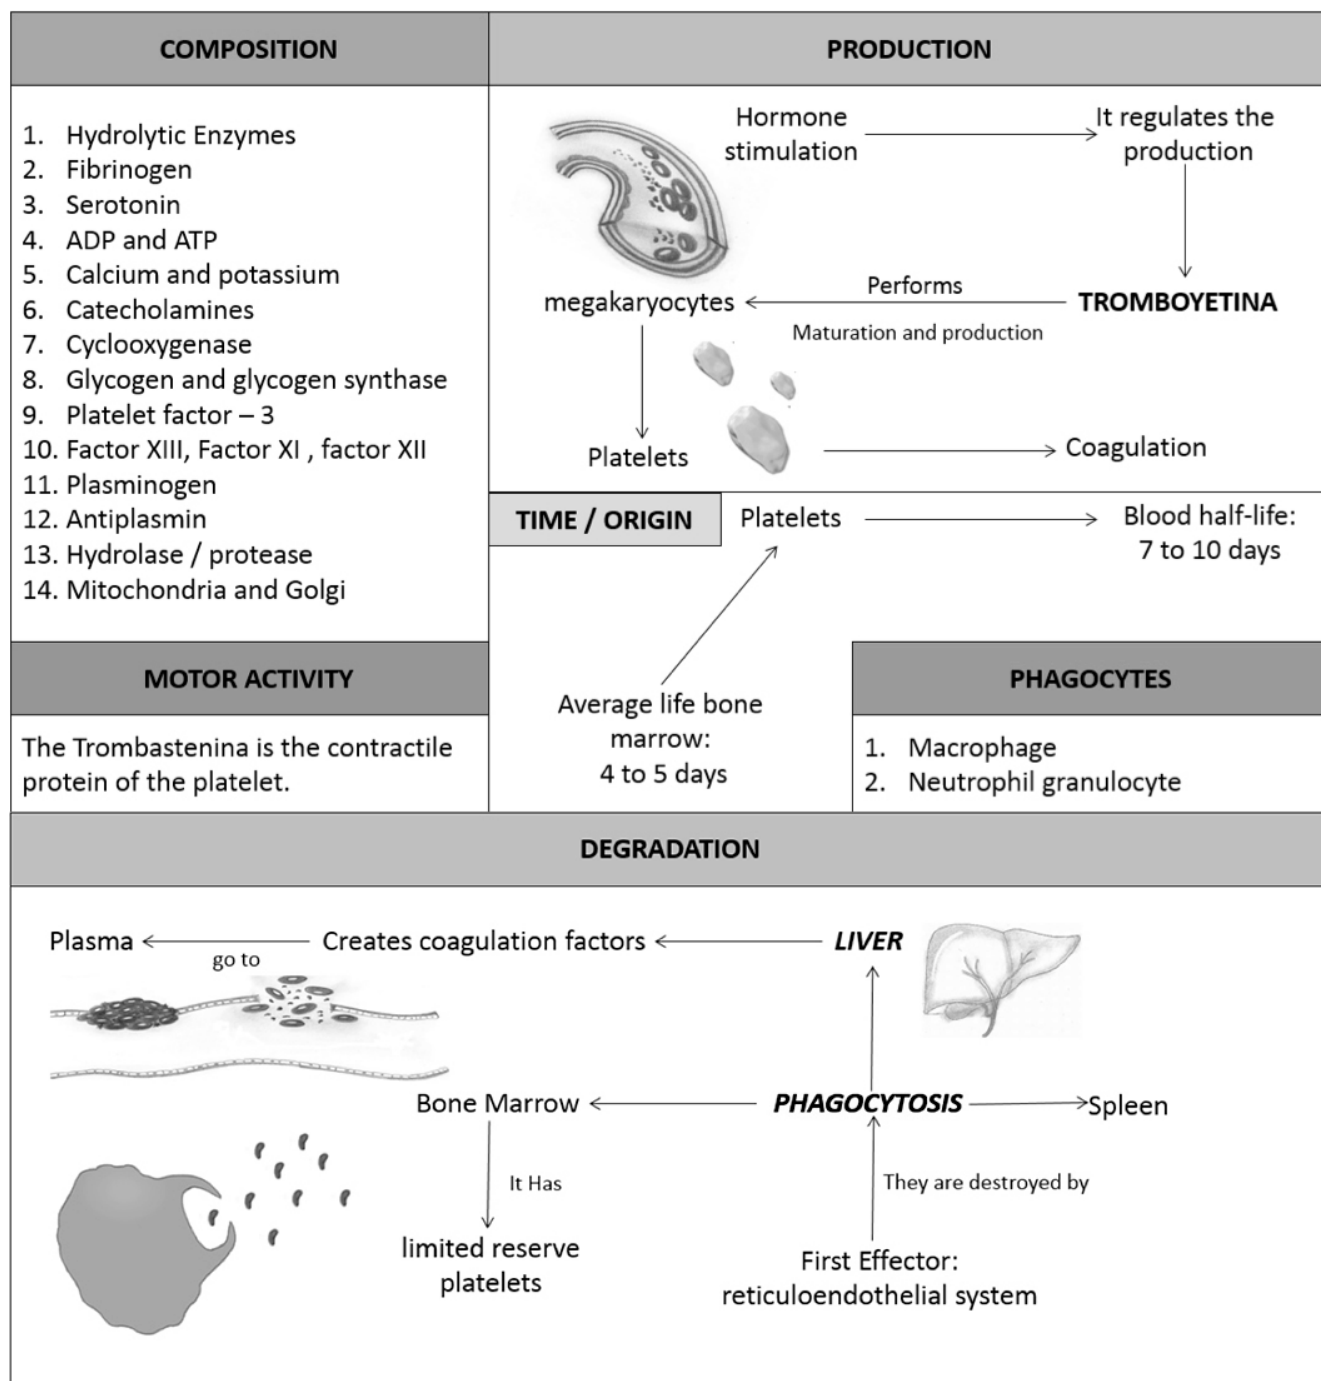 COMPOSITION
1. Hydrolytic Enzymes
2. Fibrinogen
3. Serotonin
4. ADP and ATP
5. Calcium and potassium
6. Catecholamines
7. Cyclooxygenase
8. Glycogen and glycogen synthase
9. Platelet factor – 3
10. Factor XIII, Factor XI , factor XII
11. Plasminogen
12. Antiplasmin
13. Hydrolase / protease
14. Mitochondria and Golgi
MOTOR ACTIVITY
The Trombastenina is the contractile
protein of the platelet.
PRODUCTION
Hormone
stimulation
It regulates the
production
TROMBOYETINA
Performs
Maturation and production
megakaryocytes
Platelets
Coagulation
TIME / ORIGIN
Platelets
Blood half-life:
7 to 10 days
Average life bone
marrow:
4 to 5 days
PHAGOCYTES
1. Macrophage
2. Neutrophil granulocyte
DEGRADATION
Plasma
go to
Creates coagulation factors
LIVER
Bone Marrow
PHAGOCYTOSIS
Spleen
It Has
They are destroyed by
limited reserve
platelets
First Effector:
reticuloendothelial system